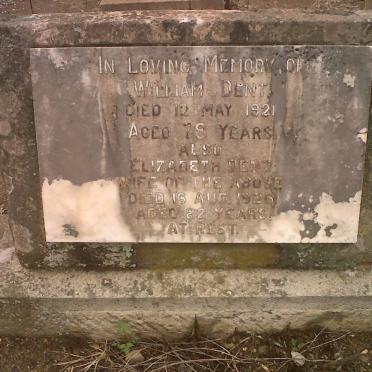 IN LOVING MEMORY OF
WILLIAM DENT
DIED 12 MAY 1921
AGED 78 YEARS
ALSO
ELIZABETH DENT
WIFE OF THE ABOVE
DIED 16 AUG. 1926
AGED 82 YEARS
AT REST.